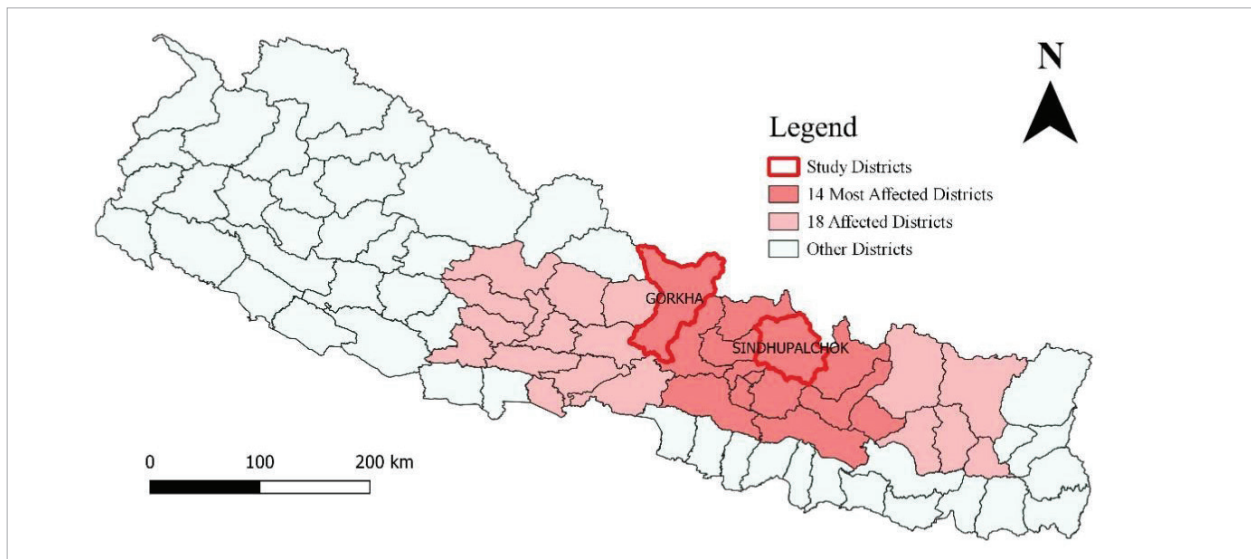 N
Legend
Study Districts
14 Most Affected Districts
18 Affected Districts
Other Districts
GORKHA
SINDHUPALCHOK
0 100 200 km